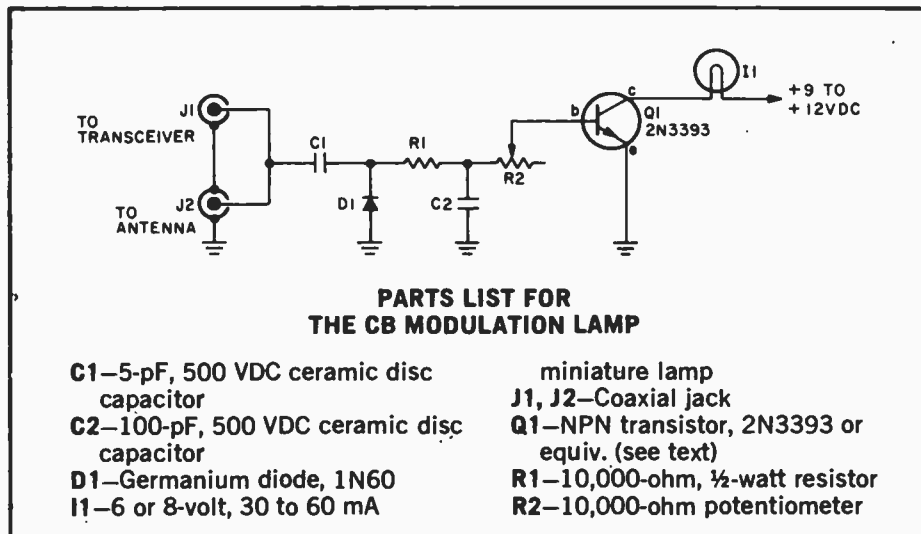 J1
TO
TRANSCEIVER
J2
TO
ANTENNA
C1
D1
R1
C2
R2
b
c
e
Q1
2N3393
I1
+9 TO
+12VDC
PARTS LIST FOR
THE CB MODULATION LAMP
C1—5-pF, 500 VDC ceramic disc
capacitor
C2—100-pF, 500 VDC ceramic disc
capacitor
D1—Germanium diode, 1N60
I1—6 or 8-volt, 30 to 60 mA
miniature lamp
J1, J2—Coaxial jack
Q1—NPN transistor, 2N3393 or
equiv. (see text)
R1—10,000-ohm, ½-watt resistor
R2—10,000-ohm potentiometer